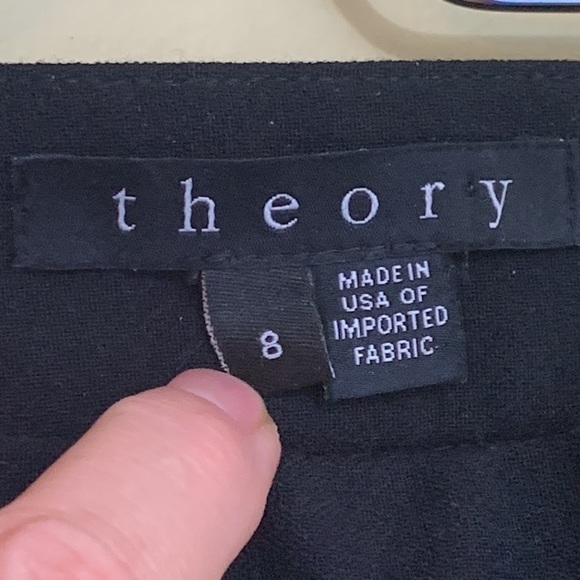 theory
8
MADE IN
USA OF
IMPORTED
FABRIC